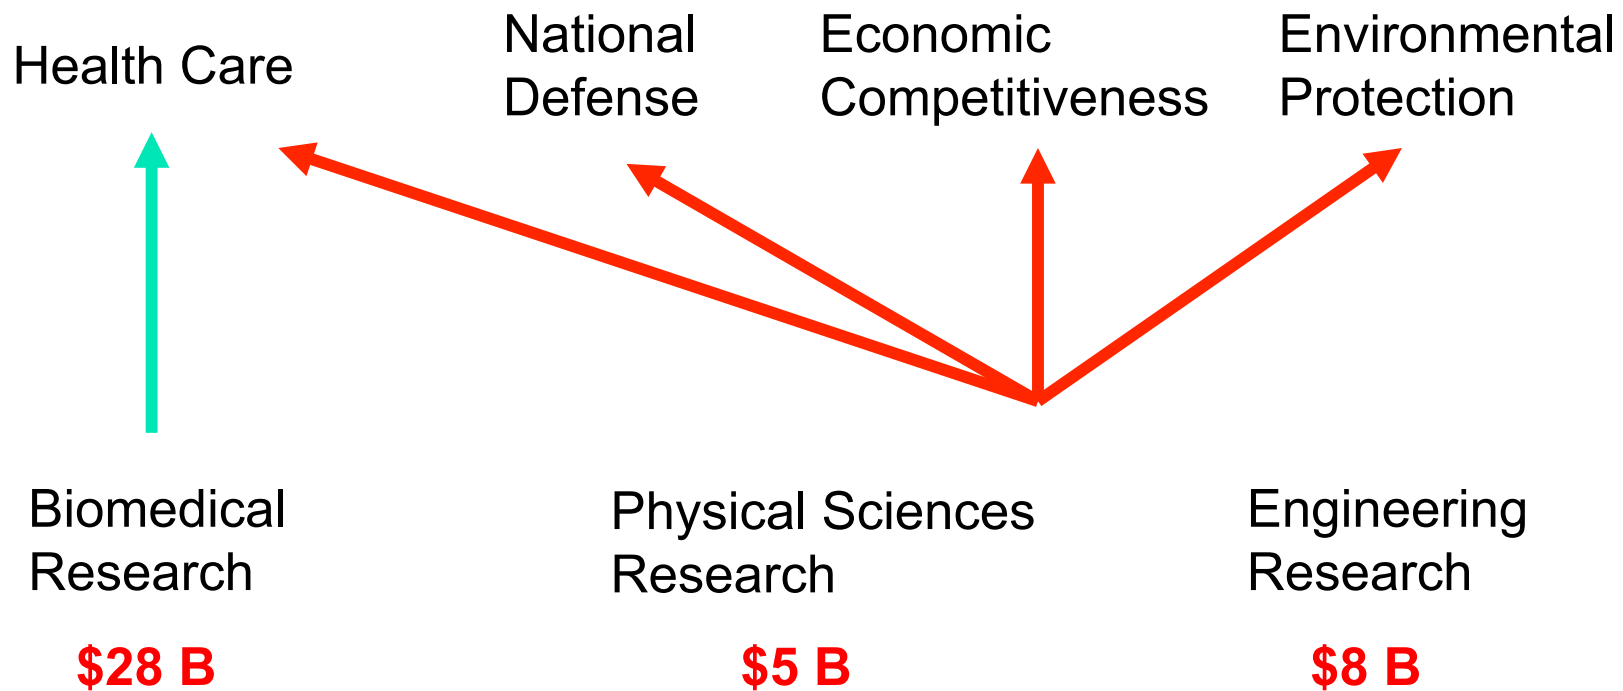 Health Care
National
Defense
Economic
Competitiveness
Environmental
Protection
Biomedical
Research
$28 B
Physical Sciences
Research
$5 B
Engineering
Research
$8 B